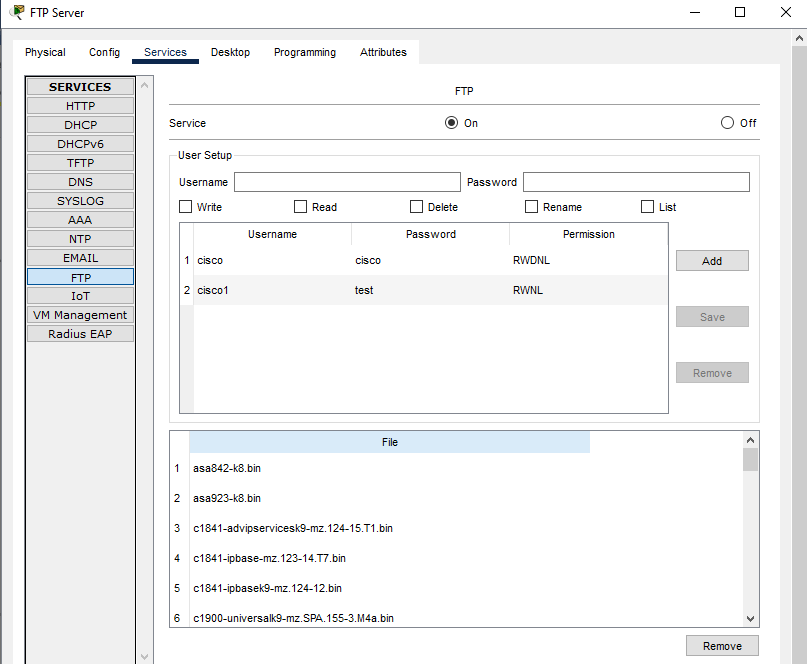 FTP Server
Physical Config Services Desktop Programming Attributes
SERVICES
HTTP
DHCP
DHCPv6
TFTP
DNS
SYSLOG
AAA
NTP
EMAIL
FTP
IoT
VM Management
Radius EAP
FTP
Service On Off
User Setup
Username Password
Write Read Delete Rename List
Username Password Permission
1 cisco cisco RWDNL
2 cisco1 test RWNL
Add
Save
Remove
File
1 asa842-k8.bin
2 asa923-k8.bin
3 c1841-advipservicesk9-mz.124-15.T1.bin
4 c1841-ipbase-mz.123-14.T7.bin
5 c1841-ipbasek9-mz.124-12.bin
6 c1900-universalk9-mz.SPA.155-3.M4a.bin
Remove